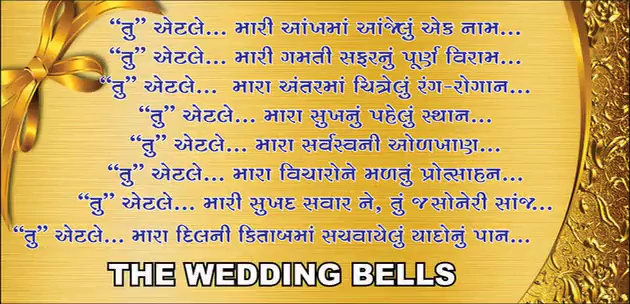 “તુ” એટલે... મારી આંખમાં આંજેલું એક નામ...
“તુ” એટલે... મારી ગમતી સફરનું પૂર્ણ વિરામ...
“તુ” એટલે... મારા અંતરમાં ચિત્રેલું રંગ-રોગાન...
“તુ” એટલે... મારા સુખનું પહેલું સ્થાન...
“તુ” એટલે... મારા સર્વસ્વની ઓળખાણ...
“તુ” એટલે... મારા વિચારોને મળતું પ્રોત્સાહન...
“તુ” એટલે... મારી સુખદ સવાર ને, તું જ સોનેરી સાંજ...
“તુ” એટલે... મારા દિલની કિતાબમાં સચવાયેલું યાદોનું પાન...
THE WEDDING BELLS